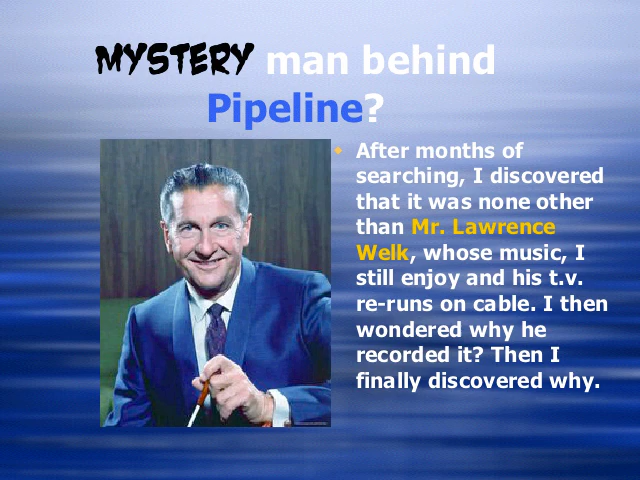 MYSTERY man behind
Pipeline?
• After months of
searching, I discovered
that it was none other
than Mr. Lawrence
Welk, whose music, I
still enjoy and his t.v.
re-runs on cable. I then
wondered why he
recorded it? Then I
finally discovered why.